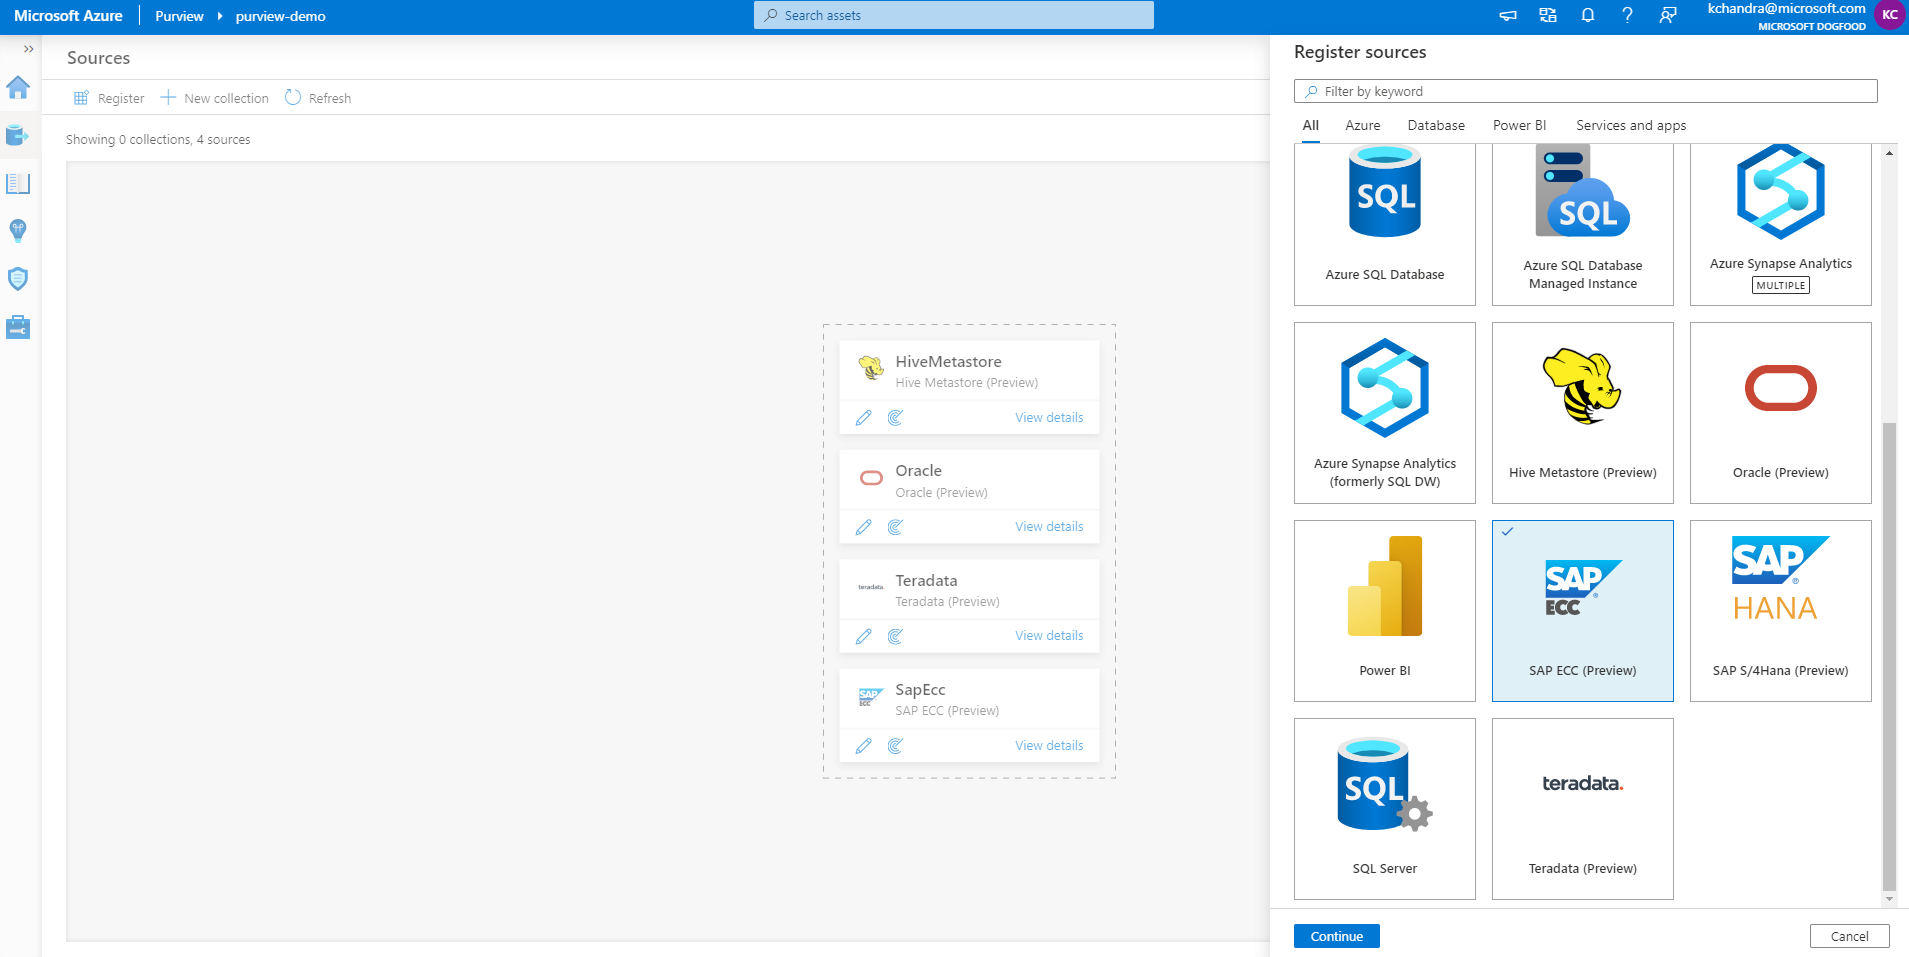 Microsoft Azure
Purview
purview-demo
Search assets
kchandra@microsoft.com
MICROSOFT DOGFOOD
KC
Sources
Register
New collection
Refresh
Showing 0 collections, 4 sources
HiveMetastore
Hive Metastore (Preview)
View details
Oracle
Oracle (Preview)
View details
teradata.
Teradata
Teradata (Preview)
View details
SAP
ECC
SapEcc
SAP ECC (Preview)
View details
Register sources
Filter by keyword
All
Azure
Database
Power BI
Services and apps
SQL
Azure SQL Database
SQL
Azure SQL Database
Managed Instance
Azure Synapse Analytics
MULTIPLE
Azure Synapse Analytics
(formerly SQL DW)
Hive Metastore (Preview)
Oracle (Preview)
Power BI
SAP®
ECC
SAP ECC (Preview)
SAP®
HANA
SAP S/4Hana (Preview)
SQL
SQL Server
teradata.
Teradata (Preview)
Continue
Cancel